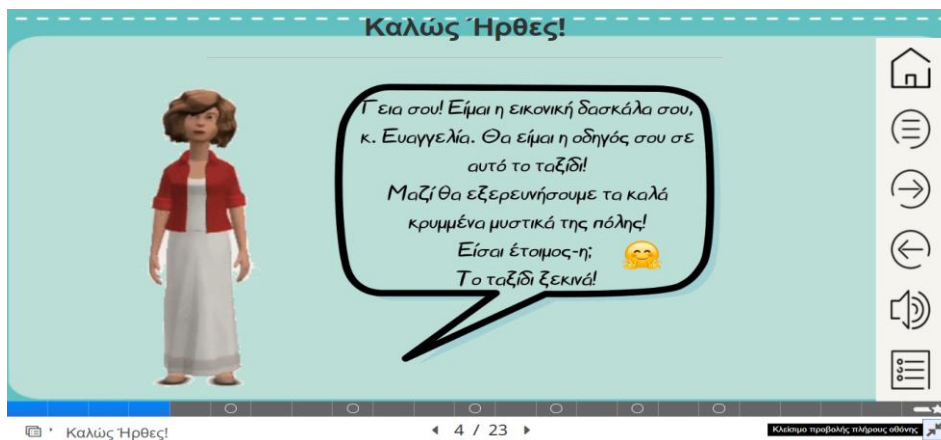 Καλώς Ήρθες!
Γεια σου! Είμαι η εικονική δασκάλα σου,
κ. Ευαγγελία. Θα είμαι η οδηγός σου σε
αυτό το ταξίδι!
Μαζί θα εξερευνήσουμε τα καλά
κρυμμένα μυστικά της πόλης!
Είσαι έτοιμος-η;
Το ταξίδι ξεκινά!
Καλώς Ήρθες!
4 / 23
Κλείσιμο προβολής πλήρους οθόνης